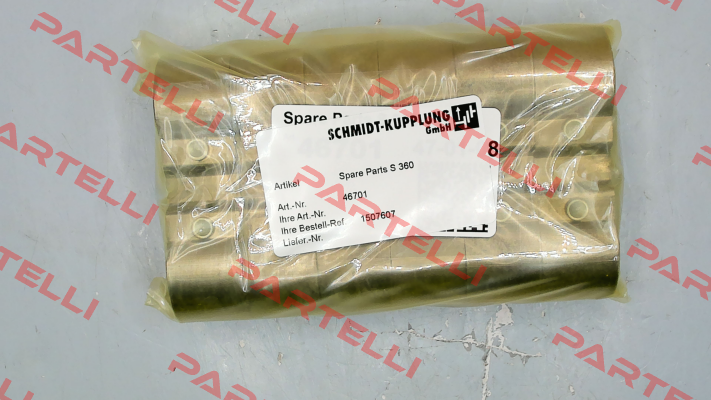 PARTELLI
Spare Pa
SCHMIDT-KUPPLUNG
GmbH
8
Artikel Spare Parts S 360
Art.-Nr. 46701
Ihre Art.-Nr.
Ihre Bestell-Ref 1507607
Liefer.-Nr.